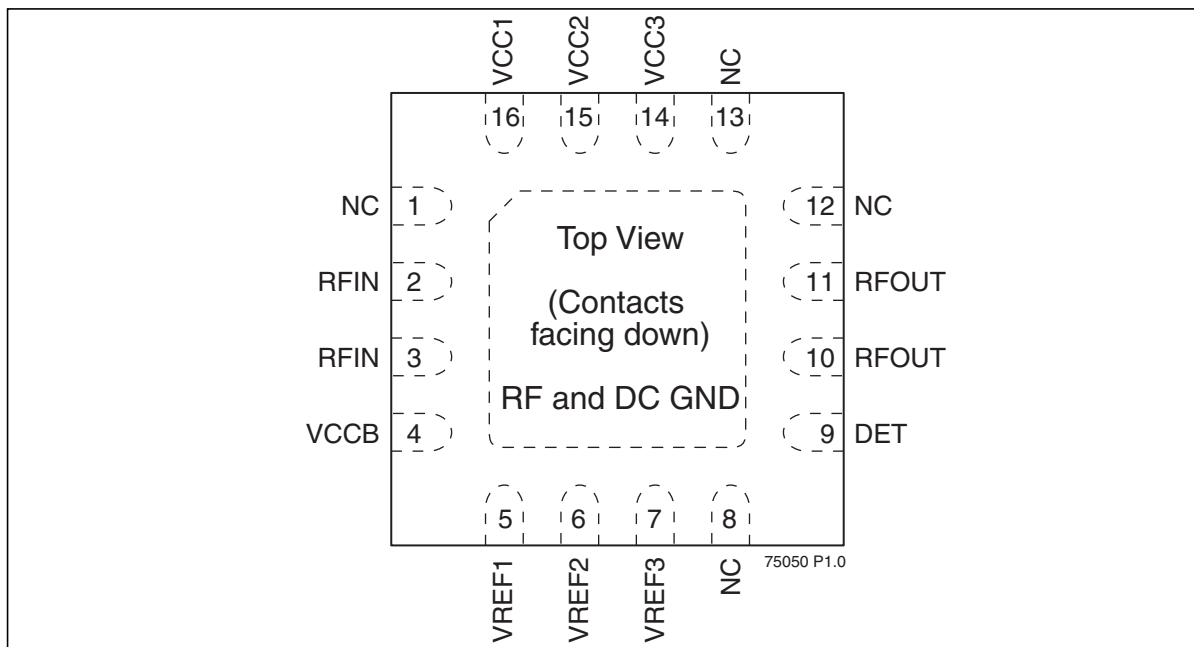 VCC1
VCC2
VCC3
NC
16
15
14
13
NC 1
12 NC
RFIN 2
11 RFOUT
RFIN 3
10 RFOUT
VCCB 4
9 DET
Top View
(Contacts
facing down)
RF and DC GND
5
6
7
8
VREF1
VREF2
VREF3
NC
75050 P1.0